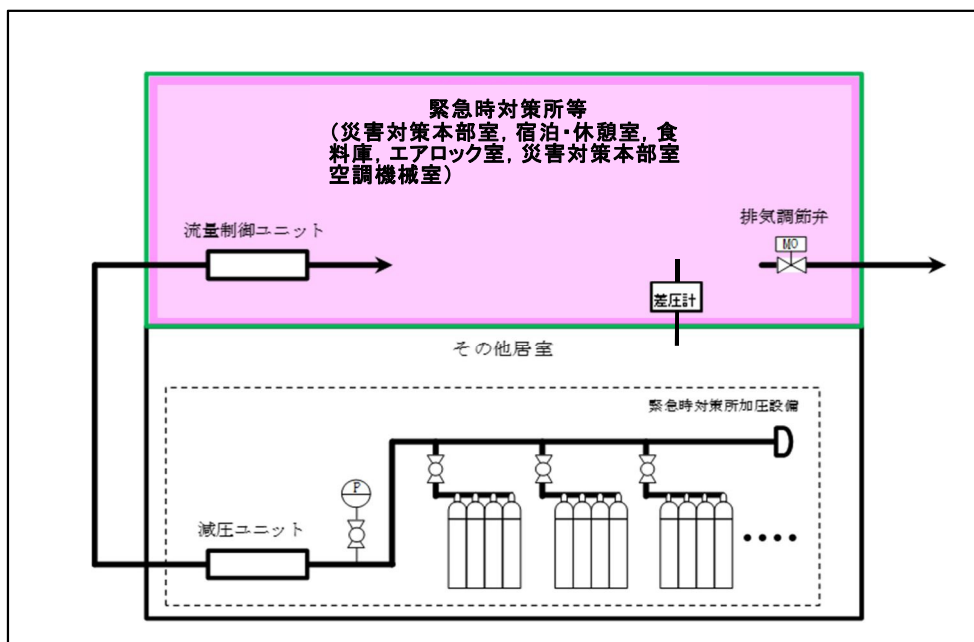 緊急時対策所等
（災害対策本部室，宿泊・休憩室，食
料庫，エアロック室，災害対策本部室
空調機械室）
排気調節弁
流量制御ユニット
MO
差圧計
その他居室
緊急時対策所加圧設備
P
減圧ユニット